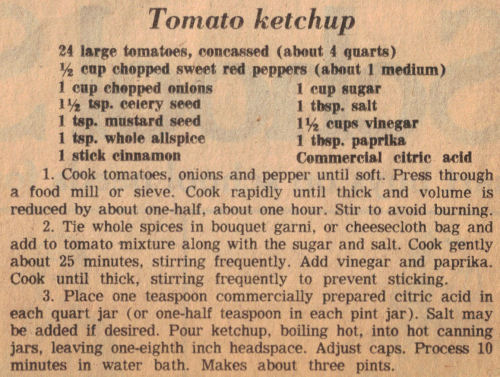 Tomato ketchup
24 large tomatoes, concassed (about 4 quarts)
½ cup chopped sweet red peppers (about 1 medium)
1 cup chopped onions 1 cup sugar
1½ tsp. celery seed 1 tbsp. salt
1 tsp. mustard seed 1½ cups vinegar
1 tsp. whole allspice 1 tbsp. paprika
1 stick cinnamon Commercial citric acid
1. Cook tomatoes, onions and pepper until soft. Press through
a food mill or sieve. Cook rapidly until thick and volume is
reduced by about one-half, about one hour. Stir to avoid burning.
2. Tie whole spices in bouquet garni, or cheesecloth bag and
add to tomato mixture along with the sugar and salt. Cook gently
about 25 minutes, stirring frequently. Add vinegar and paprika.
Cook until thick, stirring frequently to prevent sticking.
3. Place one teaspoon commercially prepared citric acid in
each quart jar (or one-half teaspoon in each pint jar). Salt may
be added if desired. Pour ketchup, boiling hot, into hot canning
jars, leaving one-eighth inch headspace. Adjust caps. Process 10
minutes in water bath. Makes about three pints.